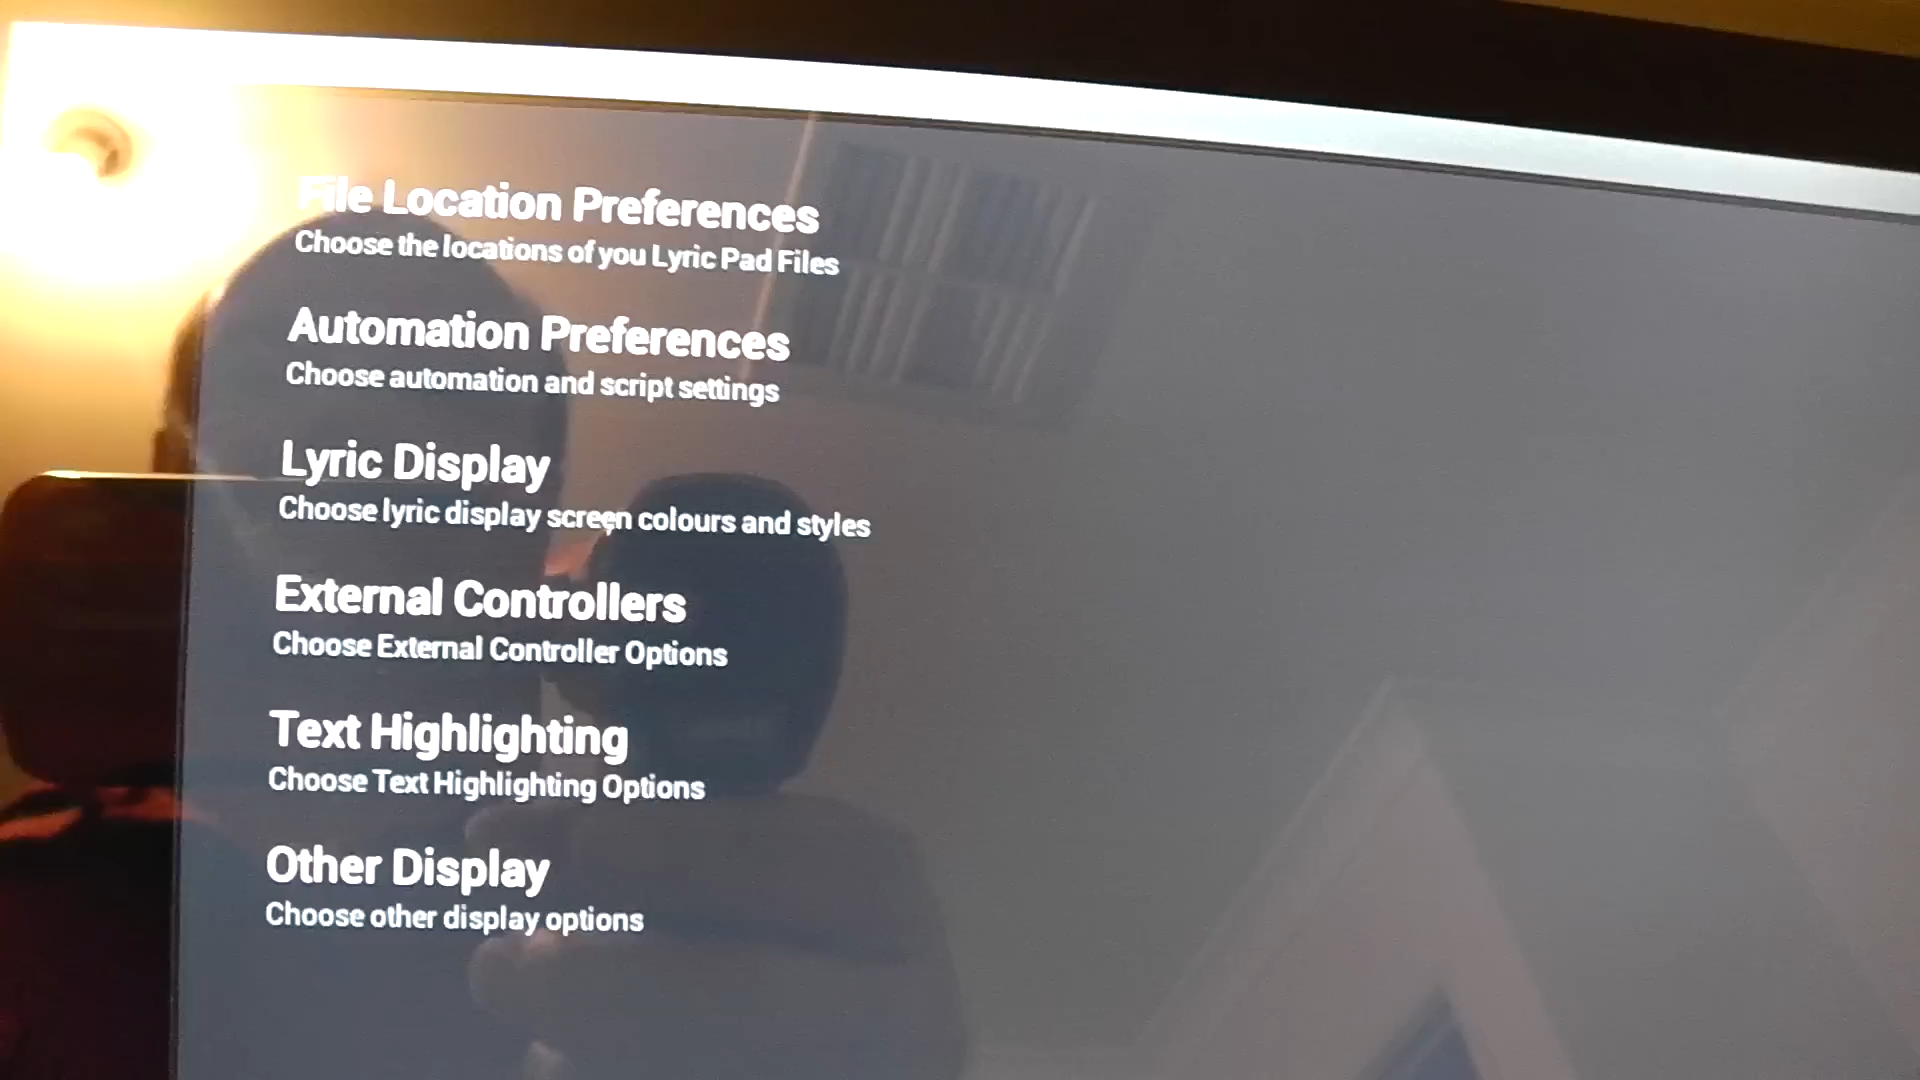 File Location Preferences
Choose the locations of you Lyric Pad Files
Automation Preferences
Choose automation and script settings
Lyric Display
Choose lyric display screen colours and styles
External Controllers
Choose External Controller Options
Text Highlighting
Choose Text Highlighting Options
Other Display
Choose other display options